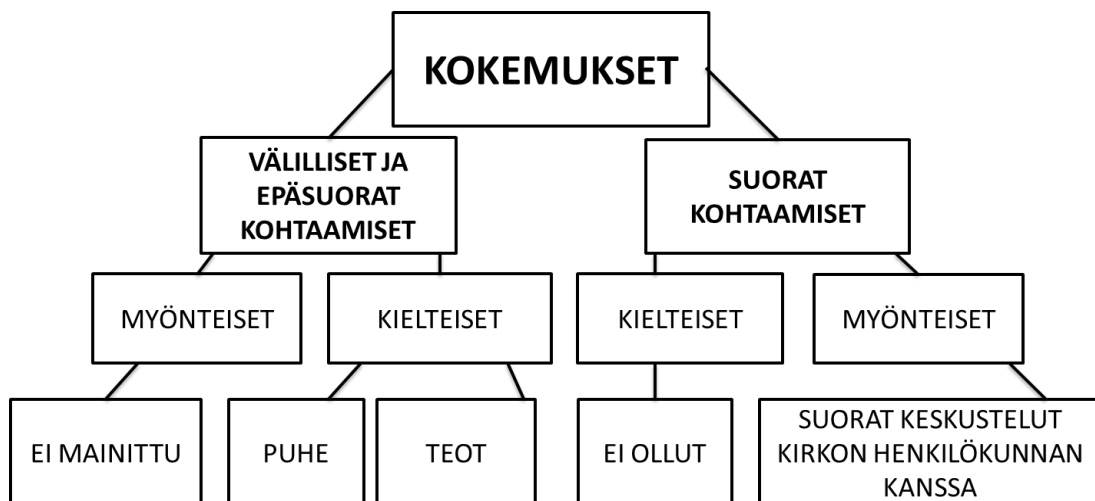 KOKEMUKSET
VÄLILLISET JA
EPÄSUORAT
KOHTAAMISET
SUORAT
KOHTAAMISET
MYÖNTEISET
KIELTEISET
KIELTEISET
MYÖNTEISET
EI MAINITTU
PUHE
TEOT
EI OLLUT
SUORAT KESKUSTELUT
KIRKON HENKILÖKUNNAN
KANSSA